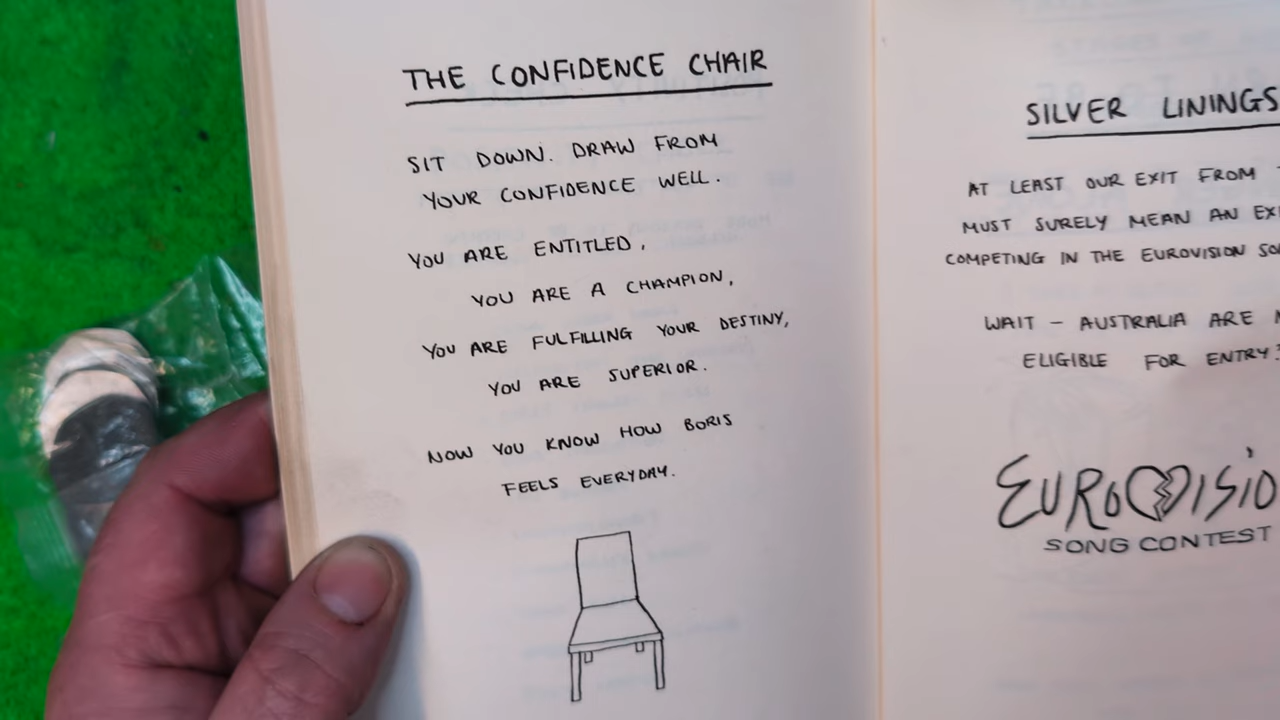 THE CONFIDENCE CHAIR
SIT DOWN. DRAW FROM
YOUR CONFIDENCE WELL.
YOU ARE ENTITLED,
YOU ARE A CHAMPION,
YOU ARE FULFILLING YOUR DESTINY,
YOU ARE SUPERIOR.
NOW YOU KNOW HOW BORIS
FEELS EVERYDAY.
SILVER LININGS
AT LEAST OUR EXIT FROM
MUST SURELY MEAN AN
COMPETING IN THE EUROVISION
WAIT - AUSTRALIA ARE
ELIGIBLE FOR ENTRY?
SONG CONTEST